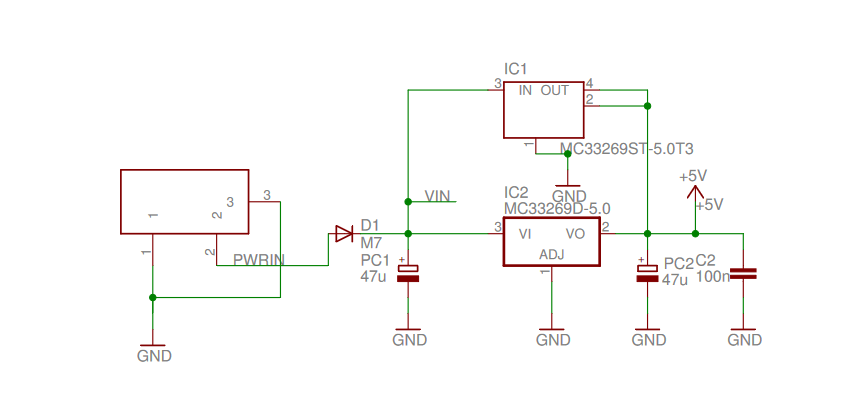 IC1
3
IN OUT
4
2
1
MC33269ST-5.0T3
GND
+5V
+5V
3
3
1
2
1
2
PWRIN
GND
VIN
D1
M7
PC1
47u
+
GND
IC2
MC33269D-5.0
3
VI VO
2
ADJ
1
GND
+
PC2
47u
GND
C2
100n
GND